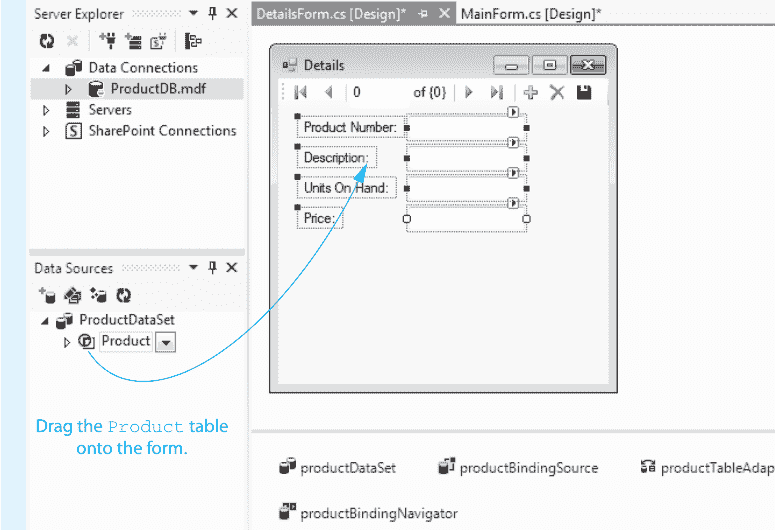 Server Explorer
DetailsForm.cs [Design]*
MainForm.cs [Design]*
Data Connections
ProductDB.mdf
Servers
SharePoint Connections
Details
0 of {0}
Product Number:
Description:
Units On Hand:
Price:
Data Sources
ProductDataSet
Product
Drag the Product table
onto the form.
productDataSet
productBindingSource
productTableAdap
productBindingNavigator